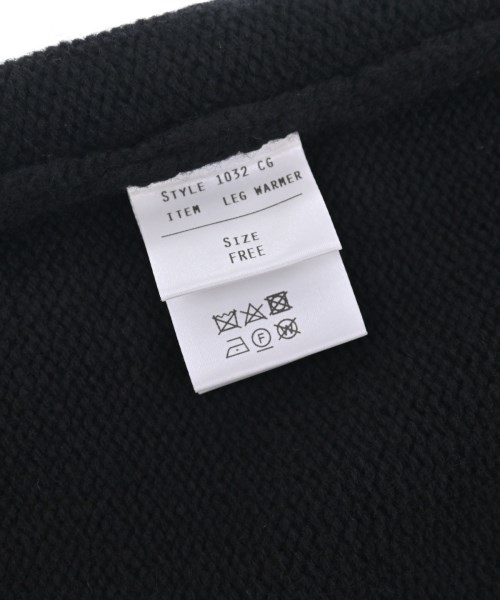 STYLE 1032 CG
ITEM LEG WARMER
SIZE
FREE
F W